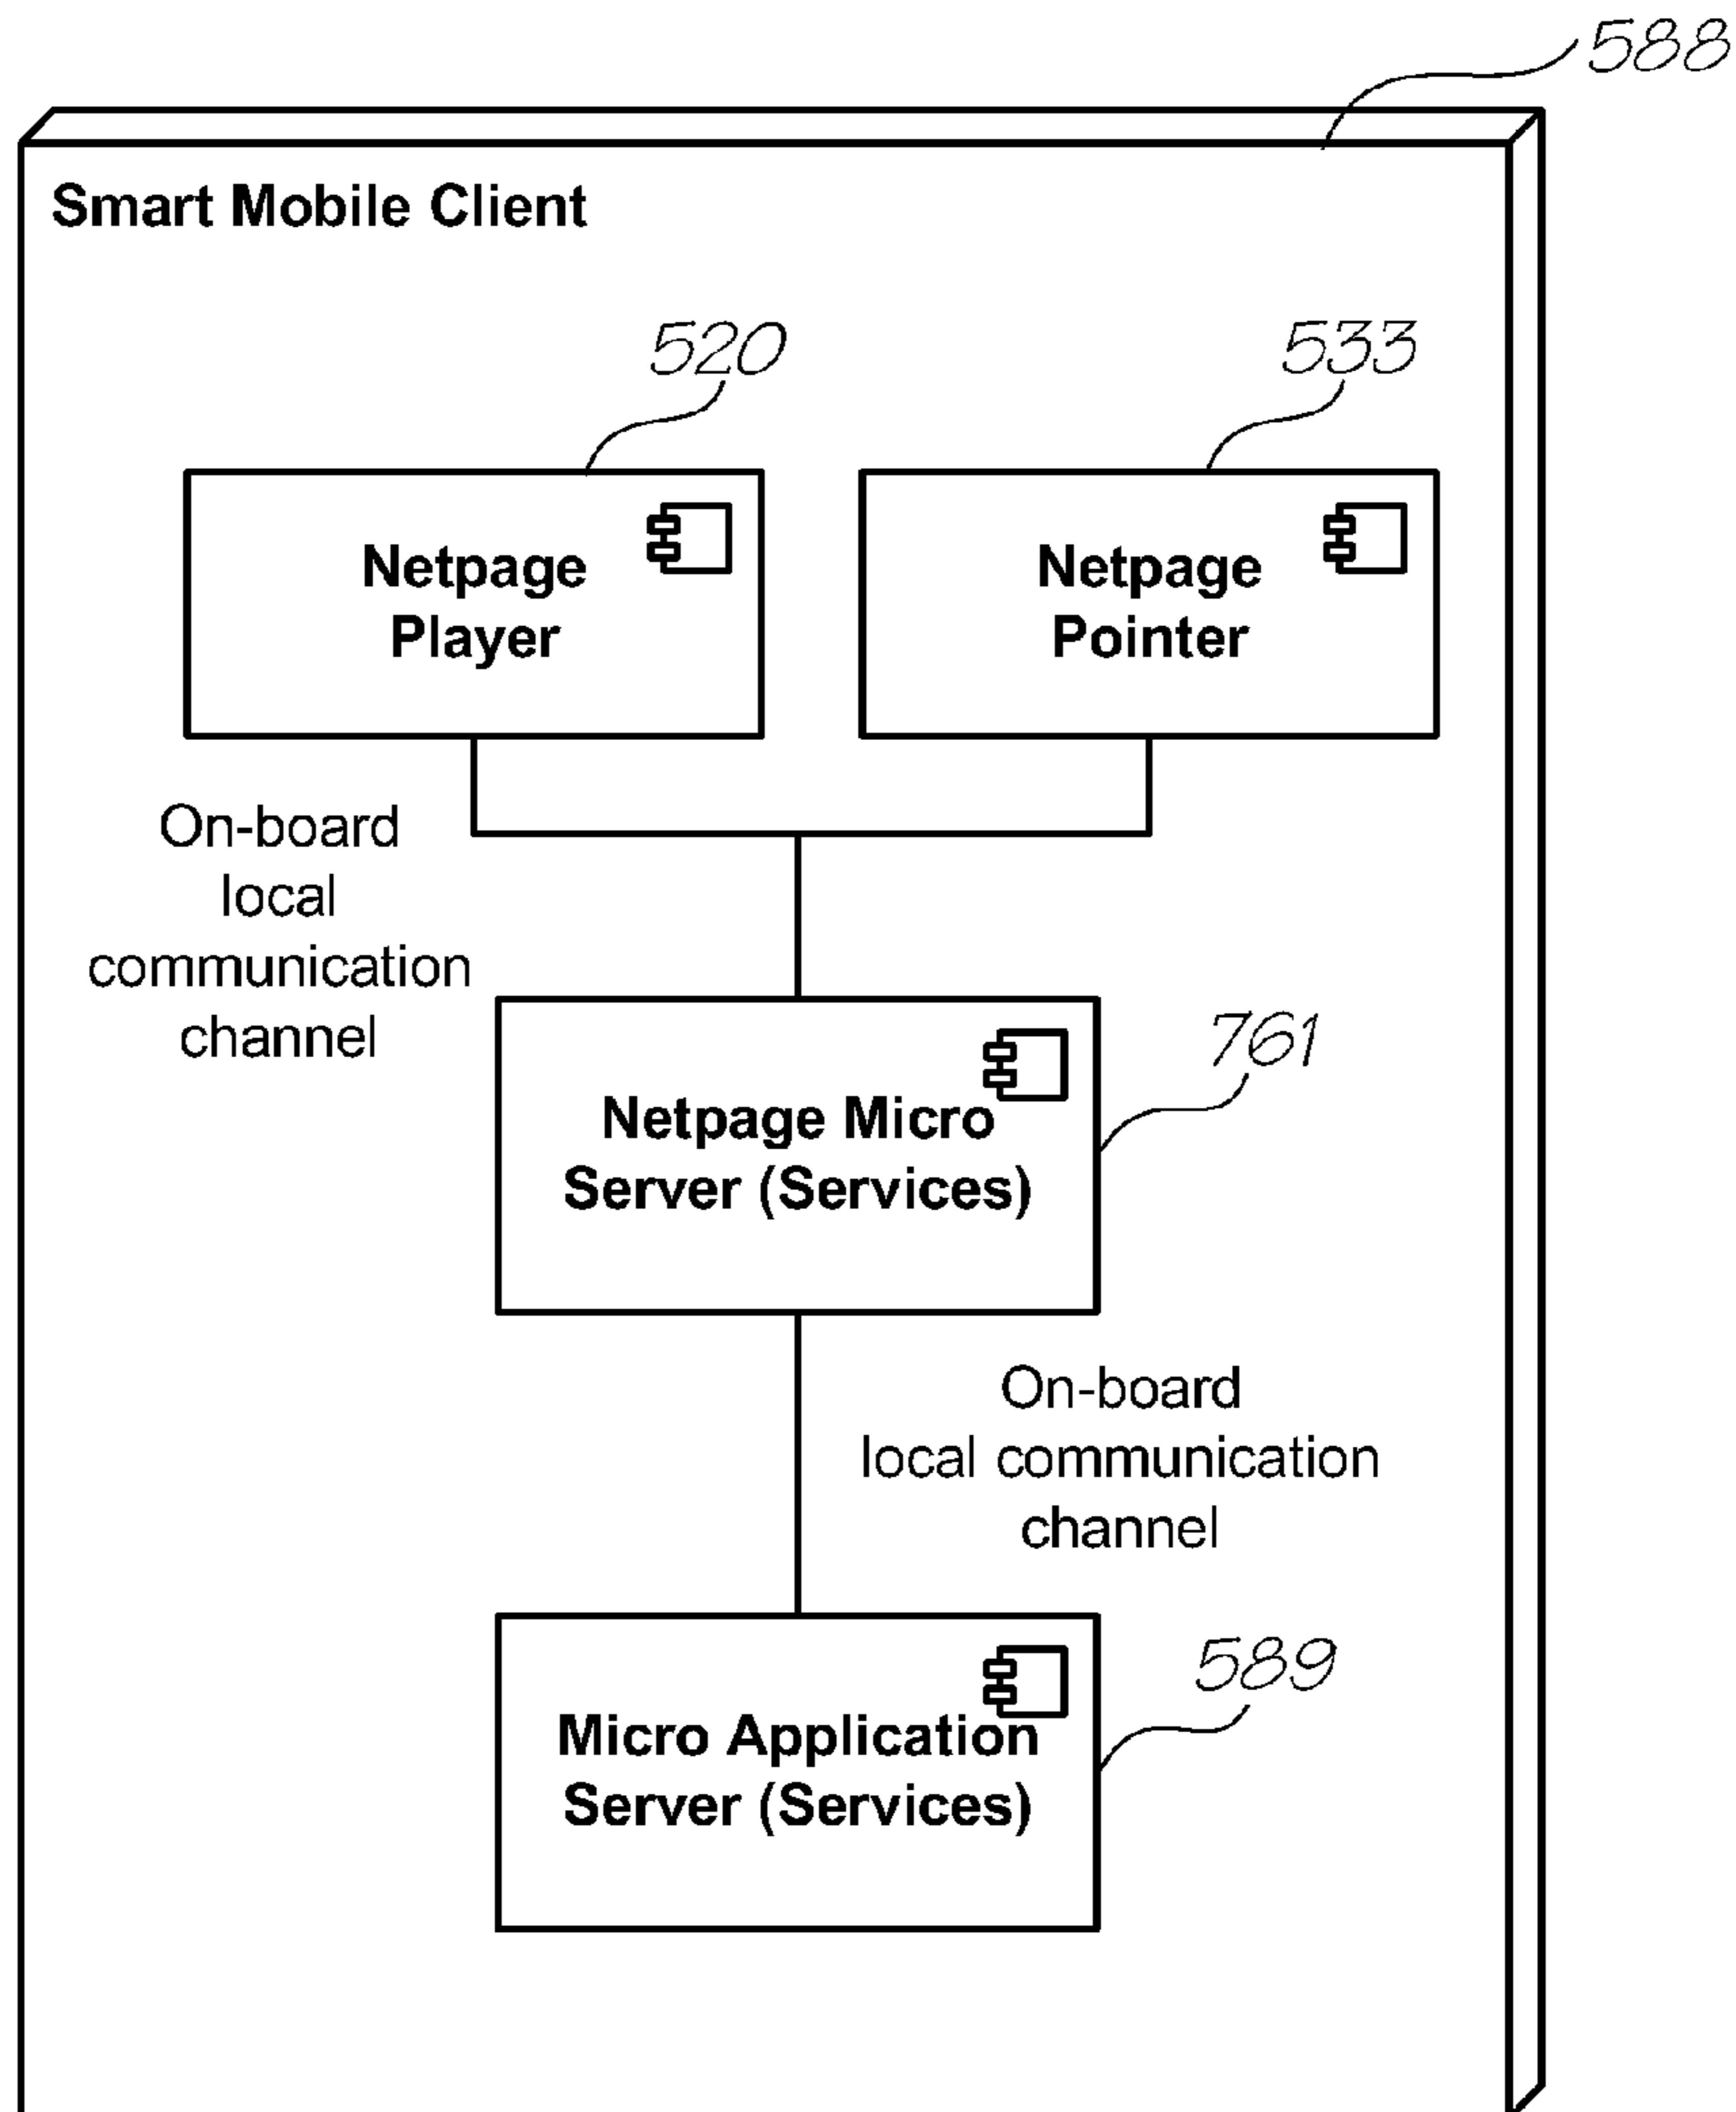 588
Smart Mobile Client
520
533
Netpage
Player
Netpage
Pointer
On-board
local
communication
channel
761
Netpage Micro
Server (Services)
On-board
local communication
channel
589
Micro Application
Server (Services)